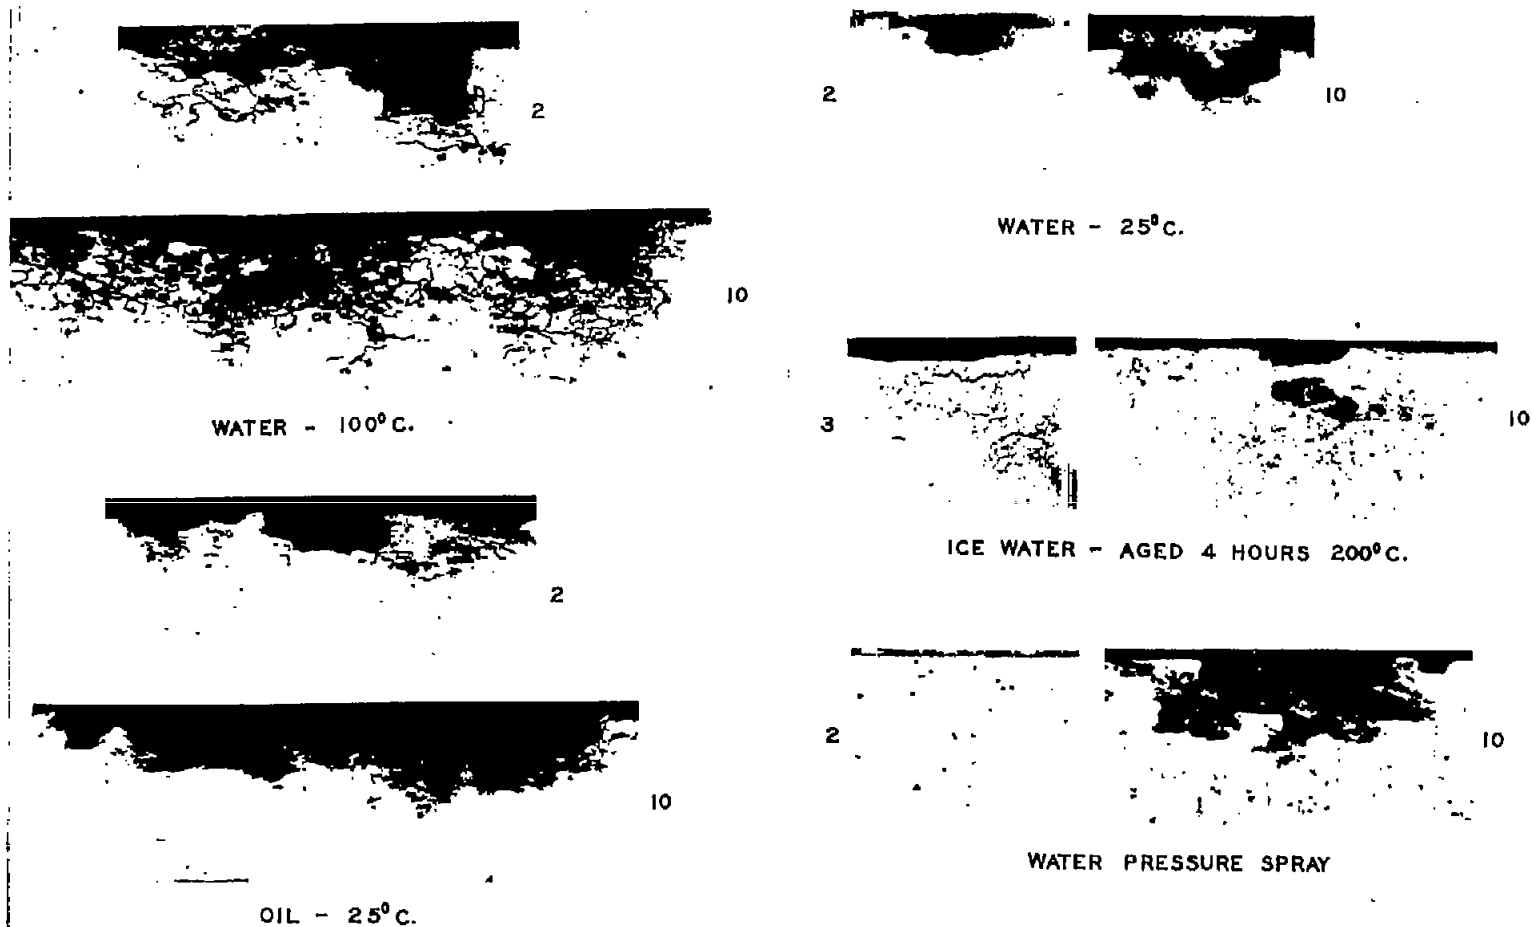 2
10
WATER - 100°C.
2
10
OIL - 25°C.
2
10
WATER - 25°C.
3
10
ICE WATER - AGED 4 HOURS 200°C.
2
10
WATER PRESSURE SPRAY